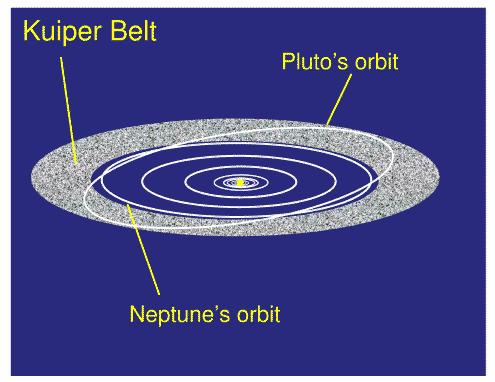 Kuiper Belt
Pluto's orbit
Neptune's orbit